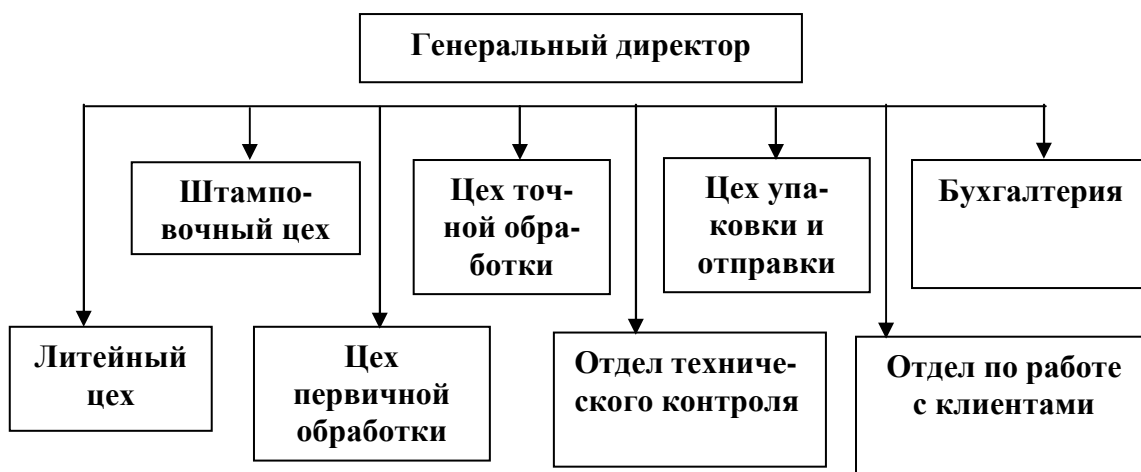 Генеральный директор
Штампо-
вочный цех
Цех точ-
ной обра-
ботки
Цех упа-
ковки и
отправки
Бухгалтерия
Литейный
цех
Цех
первичной
обработки
Отдел техниче-
ского контроля
Отдел по работе
с клиентами